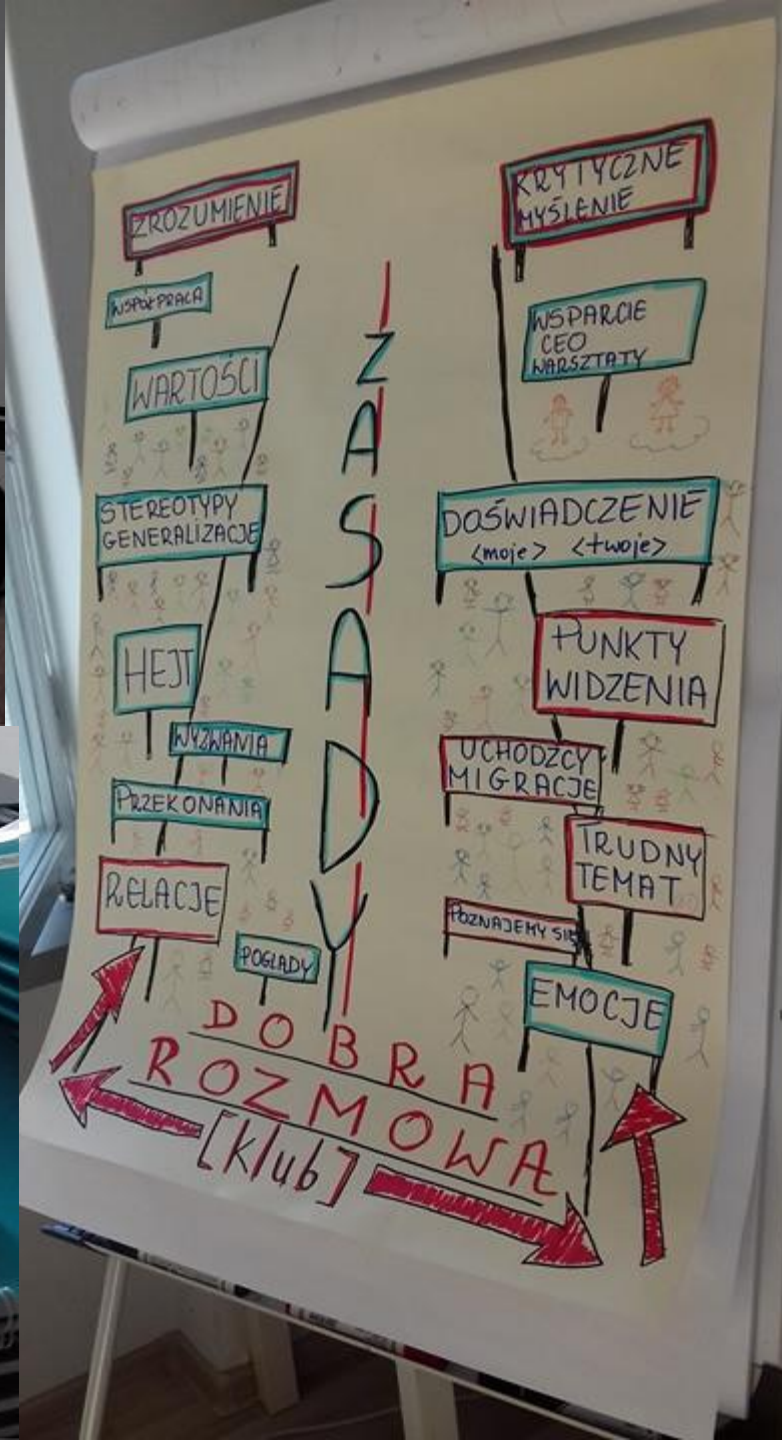 ZROZUMIENIE
WSPÓŁPRACA
WARTOŚCI
STEREOTYPY
GENERALIZACJE
HEJT
WYZWANIA
PRZEKONANIA
RELACJE
POGLĄDY
ZASADY
KRYTYCZNE
MYŚLENIE
WSPARCIE
CEO
WARSZTATY
DOŚWIADCZENIE
<moje> <twoje>
PUNKTY
WIDZENIA
UCHODŹCY
MIGRACJE
TRUDNY
TEMAT
POZNAJEMY SIĘ
EMOCJE
DOBRA
ROZMOWA
[klub]